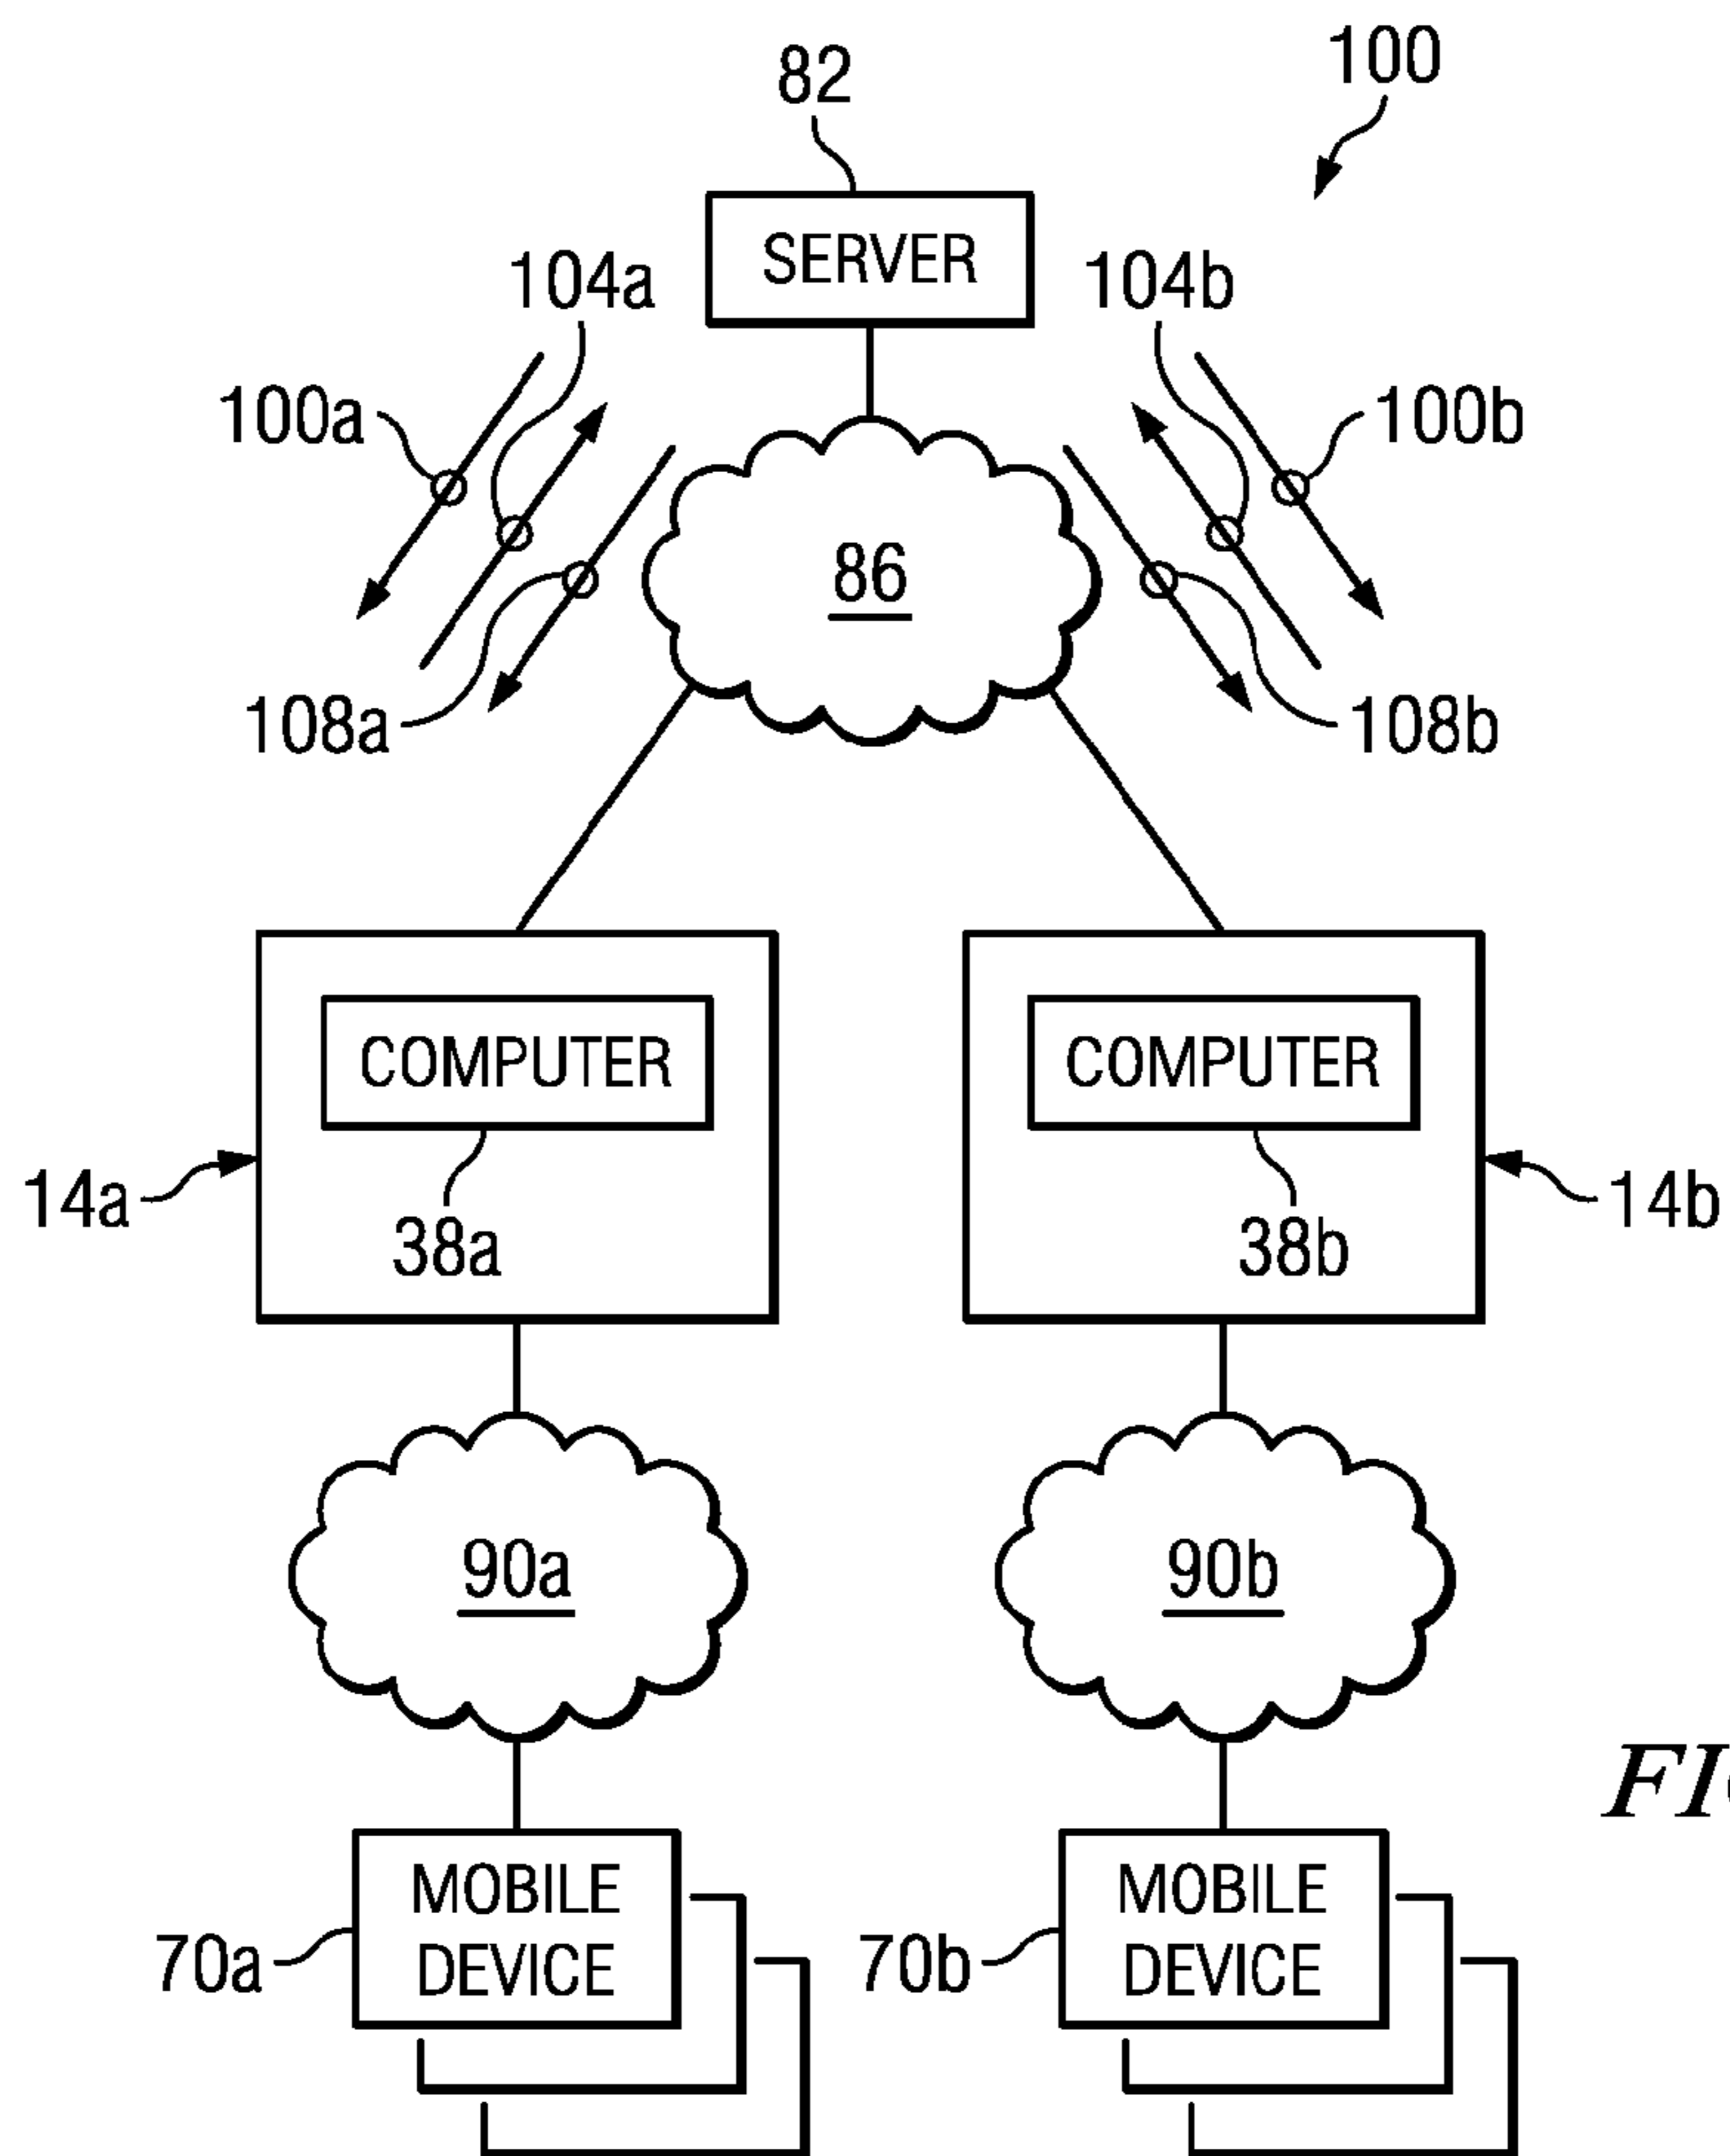 100
82
SERVER
104a
104b
100a
100b
86
108a
108b
COMPUTER
COMPUTER
14a
14b
38a
38b
90a
90b
MOBILE
DEVICE
70a
MOBILE
DEVICE
70b